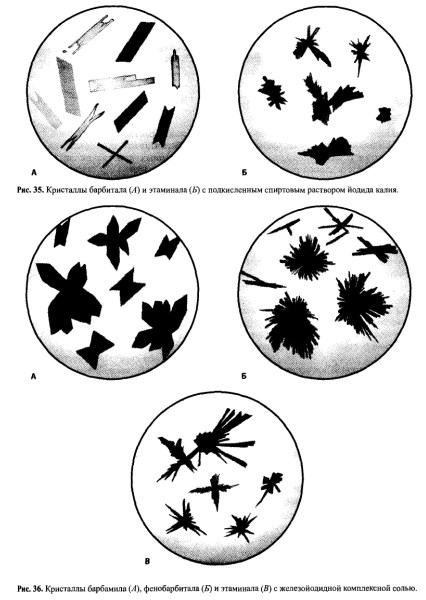 А
Б
Рис. 35. Кристаллы барбитала (А) и этаминала (Б) с подкисленным спиртовым раствором йодида калия.
А
Б
В
Рис. 36. Кристаллы барбамила (А), фенобарбитала (Б) и этаминала (В) с железойодидной комплексной солью.